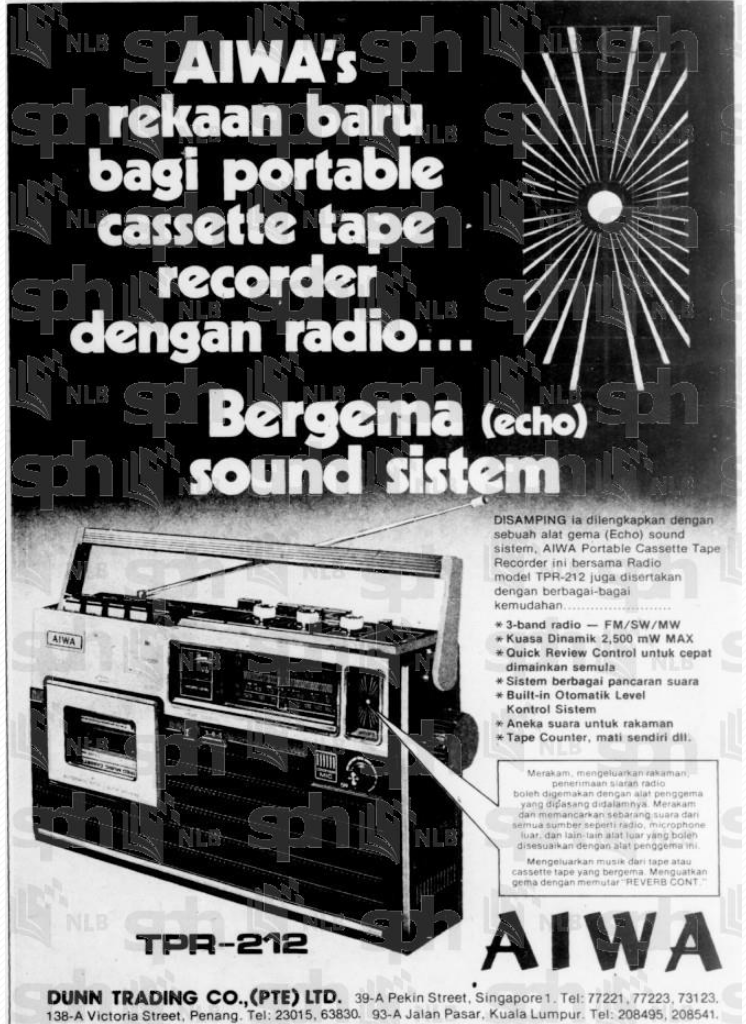 AIWA's
rekaan baru
bagi portable
cassette tape
recorder
dengan radio...
Bergema (echo)
sound sistem
DISAMPING ia dilengkapkan dengan
sebuah alat gema (Echo) sound
sistem, AIWA Portable Cassette Tape
Recorder ini bersama Radio
model TPR-212 juga disertakan
dengan berbagai-bagai
kemudahan........................
* 3-band radio — FM/SW/MW
* Kuasa Dinamik 2,500 mW MAX
* Quick Review Control untuk cepat
dimainkan semula
* Sistem berbagai pancaran suara
* Built-in Otomatik Level
Kontrol Sistem
* Aneka suara untuk rakaman
* Tape Counter, mati sendiri dll.
AIWA
Merakam, mengeluarkan rakaman,
penerimaan siaran radio
boleh digemakan dengan alat penggema
yang dipasang didalamnya. Merakam
dan memancarkan sebarang suara dari
semua sumber seperti radio, microphone
luar, dan lain-lain alat luar yang boleh
disesuaikan dengan alat penggema ini.
Mengeluarkan musik dari tape atau
cassette tape yang bergema. Menguatkan
gema dengan memutar "REVERB CONT."
TPR-212
AIWA
DUNN TRADING CO.,(PTE) LTD. 39-A Pekin Street, Singapore 1. Tel: 77221, 77223, 73123.
138-A Victoria Street, Penang. Tel: 23015, 63830. 93-A Jalan Pasar, Kuala Lumpur. Tel: 208495, 208541.
sph NLB